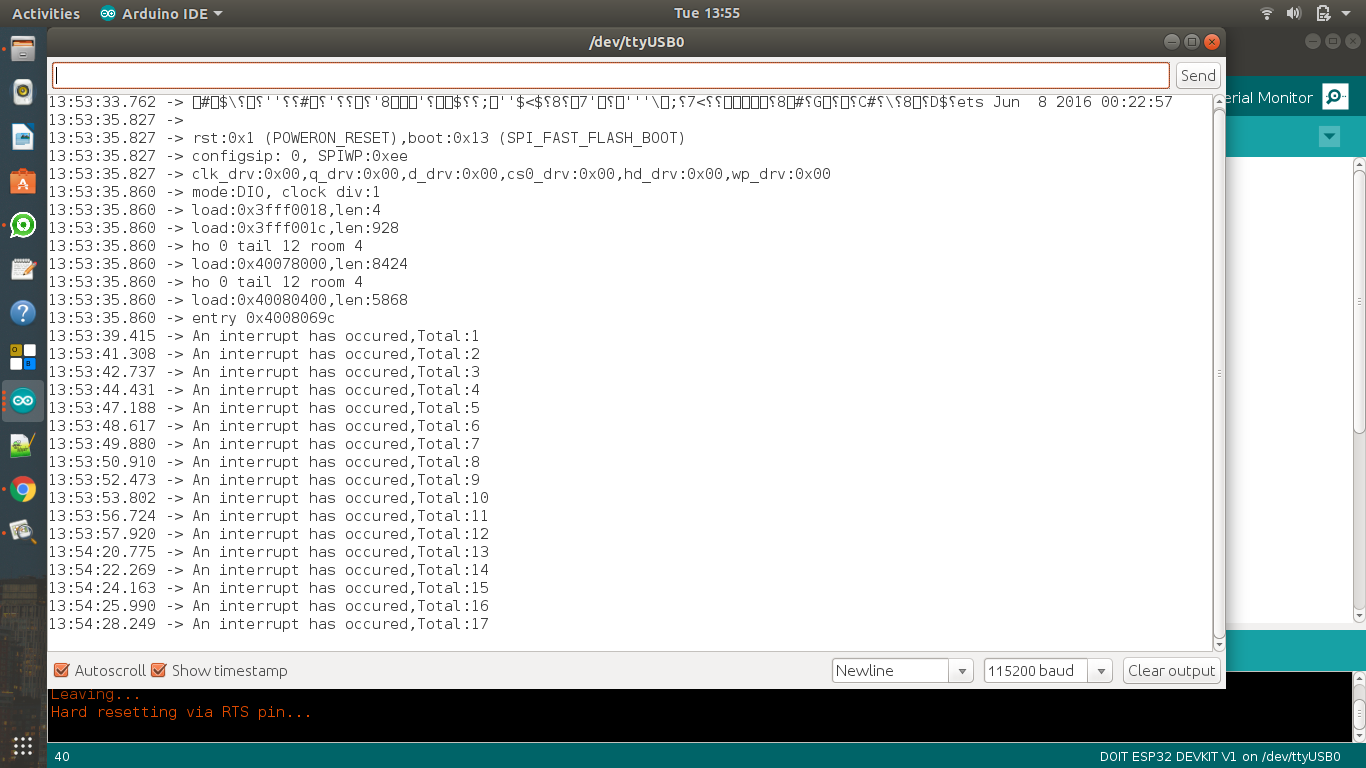 Activities
Arduino IDE
Tue 13:55
/dev/ttyUSB0
Send
erial Monitor
13:53:33.762 -> ets Jun  8 2016 00:22:57
13:53:35.827 ->
13:53:35.827 -> rst:0x1 (POWERON_RESET),boot:0x13 (SPI_FAST_FLASH_BOOT)
13:53:35.827 -> configsip: 0, SPIWP:0xee
13:53:35.827 -> clk_drv:0x00,q_drv:0x00,d_drv:0x00,cs0_drv:0x00,hd_drv:0x00,wp_drv:0x00
13:53:35.860 -> mode:DIO, clock div:1
13:53:35.860 -> load:0x3fff0018,len:4
13:53:35.860 -> load:0x3fff001c,len:928
13:53:35.860 -> ho 0 tail 12 room 4
13:53:35.860 -> load:0x40078000,len:8424
13:53:35.860 -> ho 0 tail 12 room 4
13:53:35.860 -> load:0x40080400,len:5868
13:53:35.860 -> entry 0x4008069c
13:53:39.415 -> An interrupt has occured,Total:1
13:53:41.308 -> An interrupt has occured,Total:2
13:53:42.737 -> An interrupt has occured,Total:3
13:53:44.431 -> An interrupt has occured,Total:4
13:53:47.188 -> An interrupt has occured,Total:5
13:53:48.617 -> An interrupt has occured,Total:6
13:53:49.880 -> An interrupt has occured,Total:7
13:53:50.910 -> An interrupt has occured,Total:8
13:53:52.473 -> An interrupt has occured,Total:9
13:53:53.802 -> An interrupt has occured,Total:10
13:53:56.724 -> An interrupt has occured,Total:11
13:53:57.920 -> An interrupt has occured,Total:12
13:54:20.775 -> An interrupt has occured,Total:13
13:54:22.269 -> An interrupt has occured,Total:14
13:54:24.163 -> An interrupt has occured,Total:15
13:54:25.990 -> An interrupt has occured,Total:16
13:54:28.249 -> An interrupt has occured,Total:17
Autoscroll
Show timestamp
Newline
115200 baud
Clear output
Leaving...
Hard resetting via RTS pin...
40
DOIT ESP32 DEVKIT V1 on /dev/ttyUSB0